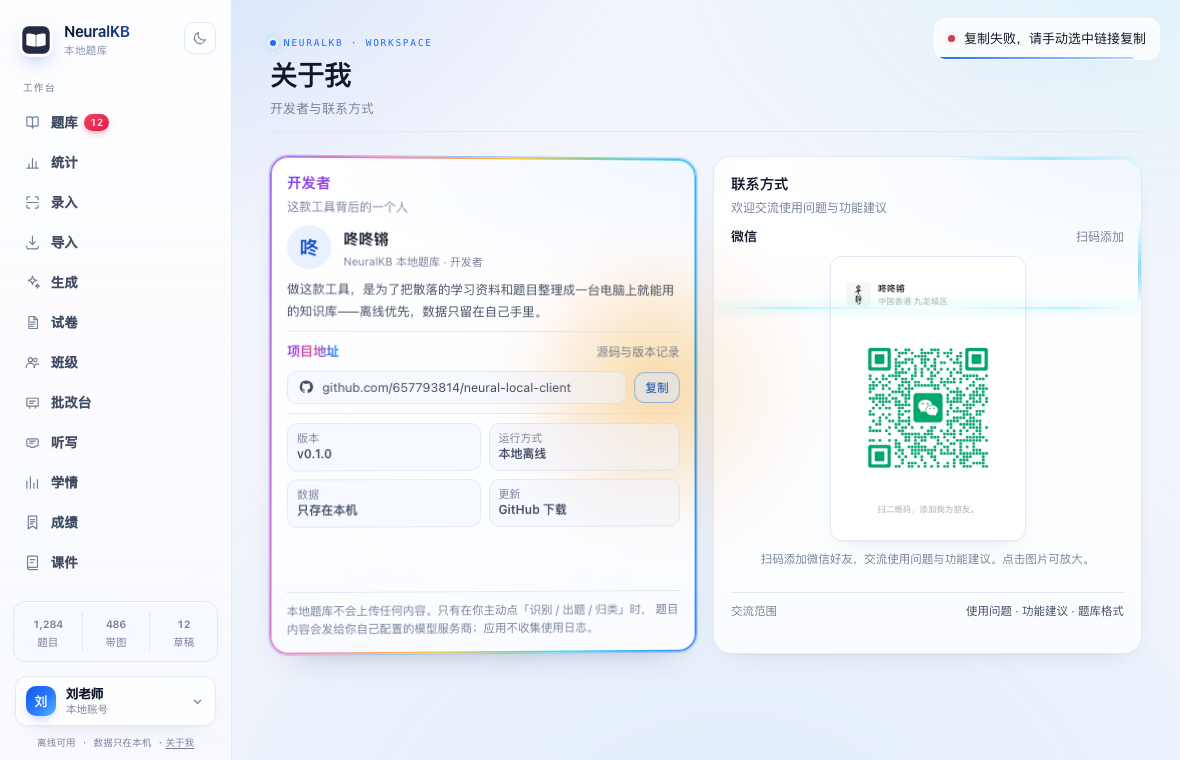 NeuralKB
本地题库
工作台
题库 12
统计
录入
导入
生成
试卷
班级
批改台
听写
学情
成绩
课件
1,284 486 12
题目 带图 草稿
刘 刘老师
本地账号
离线可用 · 数据只在本机 · 关于我
NEURALKB · WORKSPACE
关于我
开发者与联系方式
复制失败，请手动选中链接复制
开发者
这款工具背后的一个人
咚 咚咚锵
NeuralKB 本地题库 · 开发者
做这款工具，是为了把散落的学习资料和题目整理成一台电脑上就能用
的知识库——离线优先，数据只留在自己手里。
项目地址 源码与版本记录
github.com/657793814/neural-local-client 复制
版本
v0.1.0
运行方式
本地离线
数据
只存在本机
更新
GitHub 下载
本地题库不会上传任何内容。只有在你主动点「识别 / 出题 / 归类」时， 题目
内容会发给你自己配置的模型服务商；应用不收集使用日志。
联系方式
欢迎交流使用问题与功能建议
微信 扫码添加
咚咚锵
中国香港 九龙城区
扫二维码，添加我为朋友。
扫码添加微信好友，交流使用问题与功能建议。点击图片可放大。
交流范围 使用问题 · 功能建议 · 题库格式